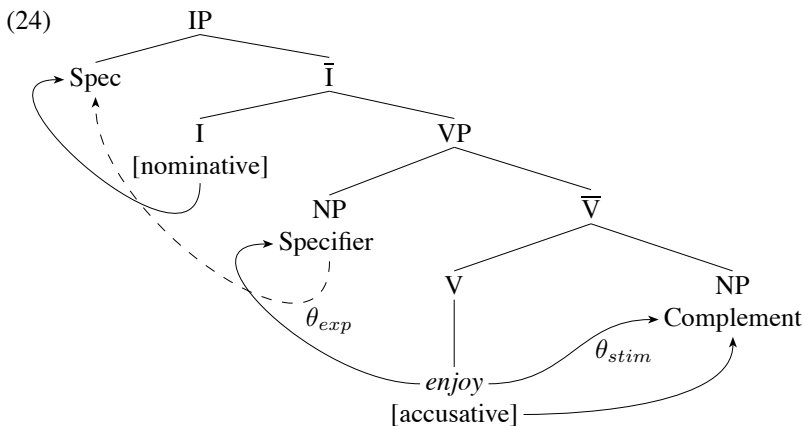 (24) IP
Spec Ī
I VP
[nominative]
NP V̅
Specifier
V NP
Complement
θexp
θstim
enjoy
[accusative]